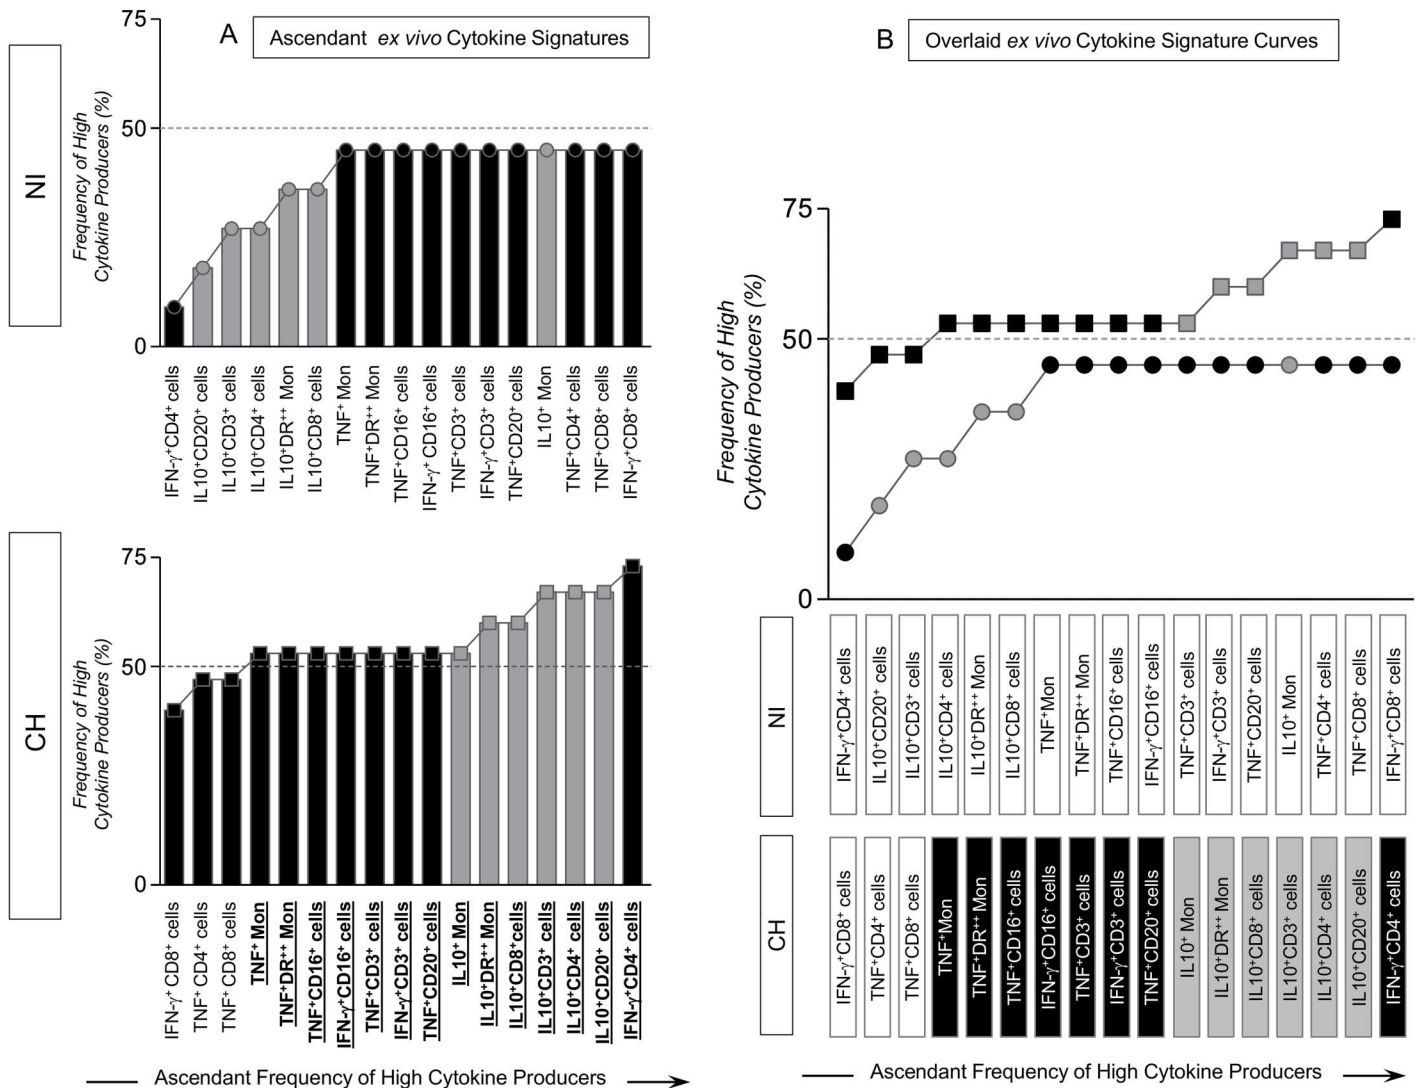 A
Ascendant ex vivo Cytokine Signatures
NI
Frequency of High
Cytokine Producers (%)
75
50
0
IFN-γ⁺CD4⁺ cells
IL10⁺CD20⁺ cells
IL10⁺CD3⁺ cells
IL10⁺CD4⁺ cells
IL10⁺DR⁺⁺ Mon
IL10⁺CD8⁺ cells
TNF⁺ Mon
TNF⁺DR⁺⁺ Mon
TNF⁺CD16⁺ cells
IFN-γ⁺ CD16⁺ cells
TNF⁺CD3⁺ cells
IFN-γ⁺CD3⁺ cells
TNF⁺CD20⁺ cells
IL10⁺ Mon
TNF⁺CD4⁺ cells
TNF⁺CD8⁺ cells
IFN-γ⁺CD8⁺ cells
CH
Frequency of High
Cytokine Producers (%)
75
50
0
IFN-γ⁺ CD8⁺ cells
TNF⁺ CD4⁺ cells
TNF⁺ CD8⁺ cells
TNF⁺ Mon
TNF⁺DR⁺⁺ Mon
TNF⁺CD16⁺ cells
IFN-γ⁺CD16⁺ cells
TNF⁺CD3⁺ cells
IFN-γ⁺CD3⁺ cells
TNF⁺CD20⁺ cells
IL10⁺ Mon
IL10⁺DR⁺⁺ Mon
IL10⁺CD8⁺cells
IL10⁺CD3⁺ cells
IL10⁺CD4⁺ cells
IL10⁺CD20⁺ cells
IFN-γ⁺CD4⁺ cells
Ascendant Frequency of High Cytokine Producers
B
Overlaid ex vivo Cytokine Signature Curves
Frequency of High
Cytokine Producers (%)
75
50
0
NI
IFN-γ⁺CD4⁺ cells
IL10⁺CD20⁺ cells
IL10⁺CD3⁺ cells
IL10⁺CD4⁺ cells
IL10⁺DR⁺⁺ Mon
IL10⁺CD8⁺ cells
TNF⁺Mon
TNF⁺DR⁺⁺ Mon
TNF⁺CD16⁺ cells
IFN-γ⁺CD16⁺ cells
TNF⁺CD3⁺ cells
IFN-γ⁺CD3⁺ cells
TNF⁺CD20⁺ cells
IL10⁺ Mon
TNF⁺CD4⁺ cells
TNF⁺CD8⁺ cells
IFN-γ⁺CD8⁺ cells
CH
IFN-γ⁺CD8⁺ cells
TNF⁺CD4⁺ cells
TNF⁺CD8⁺ cells
TNF⁺Mon
TNF⁺DR⁺⁺ Mon
TNF⁺CD16⁺ cells
IFN-γ⁺CD16⁺ cells
TNF⁺CD3⁺ cells
IFN-γ⁺CD3⁺ cells
TNF⁺CD20⁺ cells
IL10⁺ Mon
IL10⁺DR⁺⁺ Mon
IL10⁺CD8⁺ cells
IL10⁺CD3⁺ cells
IL10⁺CD4⁺ cells
IL10⁺CD20⁺ cells
IFN-γ⁺CD4⁺ cells
Ascendant Frequency of High Cytokine Producers